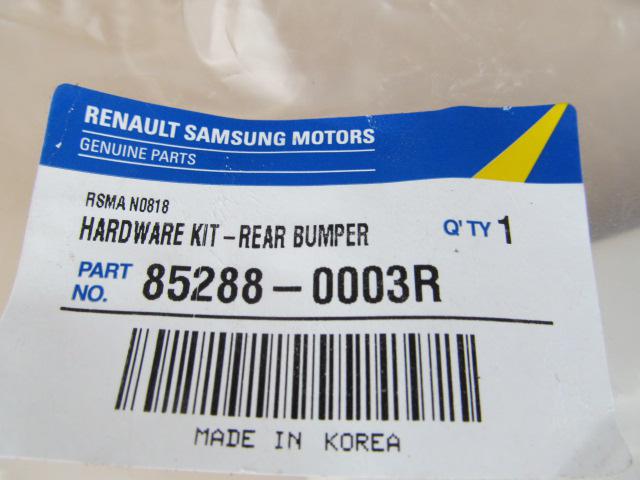 RENAULT SAMSUNG MOTORS
GENUINE PARTS
RSMA N0818
HARDWARE KIT-REAR BUMPER Q'TY 1
PART NO. 85288-0003R
MADE IN KOREA